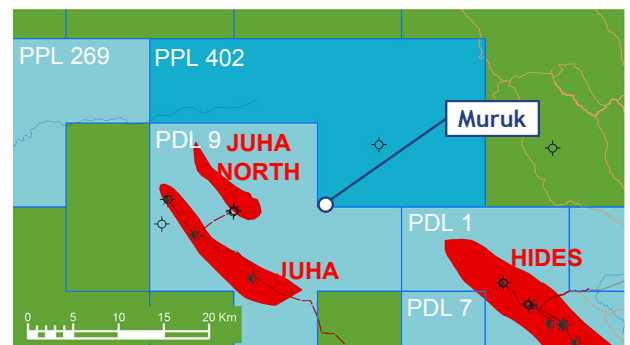 PPL 269
PPL 402
Muruk
PDL 9
JUHA
NORTH
PDL 1
HIDES
JUHA
PDL 7
0 5 10 20 Km